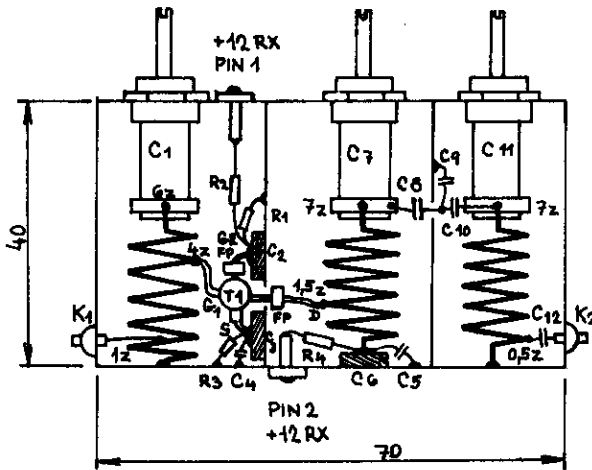 +12 RX
PIN 1
C1
C7
C11
C8
C9
R2
R1
6z
7z
7z
C10
G2
FP
C2
4z
40
T1
1,5z
G1
FP
D
K1
S
C3
C12
K2
1z
R4
0,5z
R3
C4
C6
C5
PIN 2
+12 RX
70